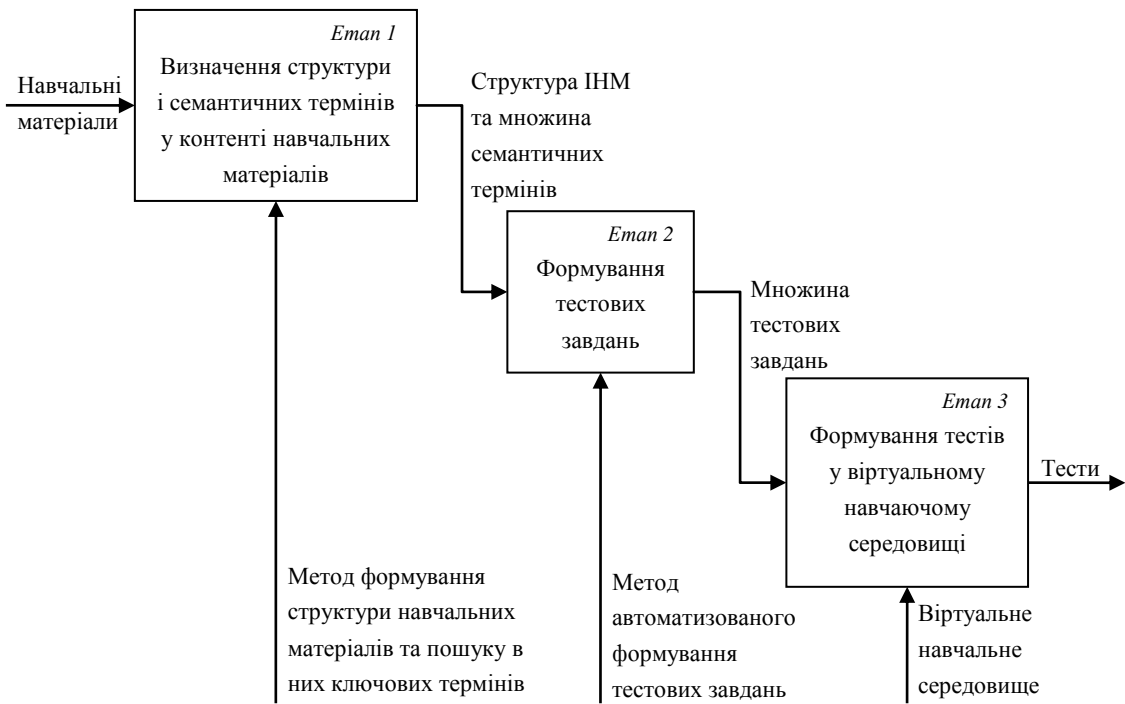 Етап 1
Визначення структури
і семантичних термінів
у контенті навчальних
матеріалів
Навчальні
матеріали
Структура ІНМ
та множина
семантичних
термінів
Етап 2
Формування
тестових
завдань
Множина
тестових
завдань
Етап 3
Формування тестів
у віртуальному
навчаючому
середовищі
Тести
Метод формування
структури навчальних
матеріалів та пошуку в
них ключових термінів
Метод
автоматизованого
формування
тестових завдань
Віртуальне
навчальне
середовище